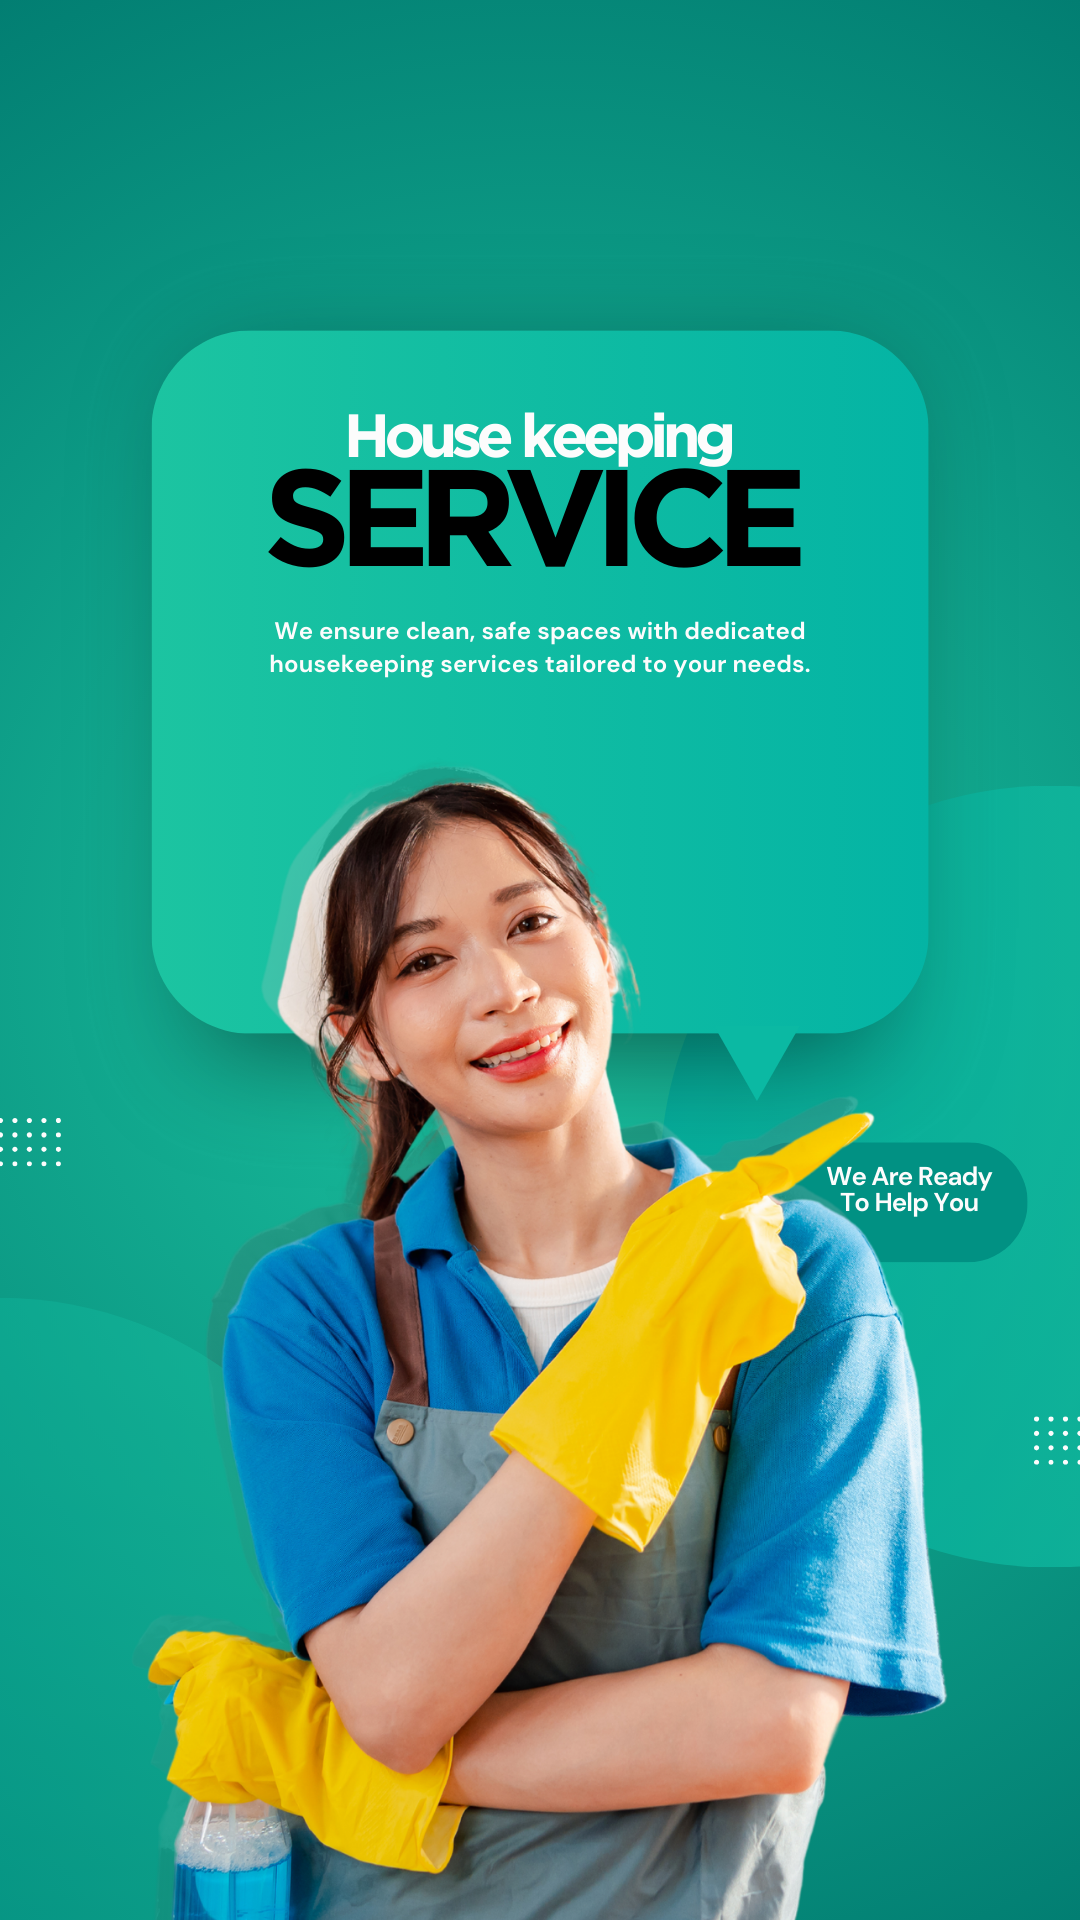 House keeping
SERVICE
We ensure clean, safe spaces with dedicated
housekeeping services tailored to your needs.
We Are Ready
To Help You